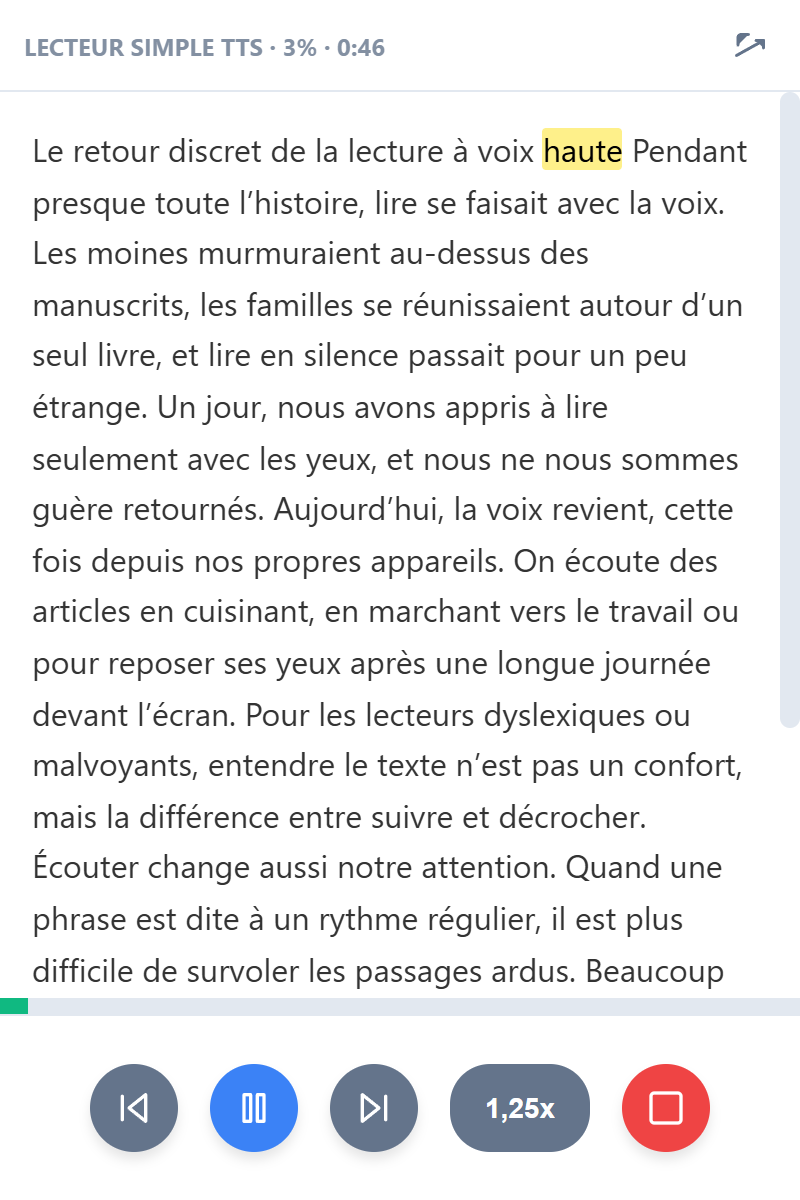 LECTEUR SIMPLE TTS · 3% · 0:46
Le retour discret de la lecture à voix haute Pendant
presque toute l’histoire, lire se faisait avec la voix.
Les moines murmuraient au-dessus des
manuscrits, les familles se réunissaient autour d’un
seul livre, et lire en silence passait pour un peu
étrange. Un jour, nous avons appris à lire
seulement avec les yeux, et nous ne nous sommes
guère retournés. Aujourd’hui, la voix revient, cette
fois depuis nos propres appareils. On écoute des
articles en cuisinant, en marchant vers le travail ou
pour reposer ses yeux après une longue journée
devant l’écran. Pour les lecteurs dyslexiques ou
malvoyants, entendre le texte n’est pas un confort,
mais la différence entre suivre et décrocher.
Écouter change aussi notre attention. Quand une
phrase est dite à un rythme régulier, il est plus
difficile de survoler les passages ardus. Beaucoup
1,25x